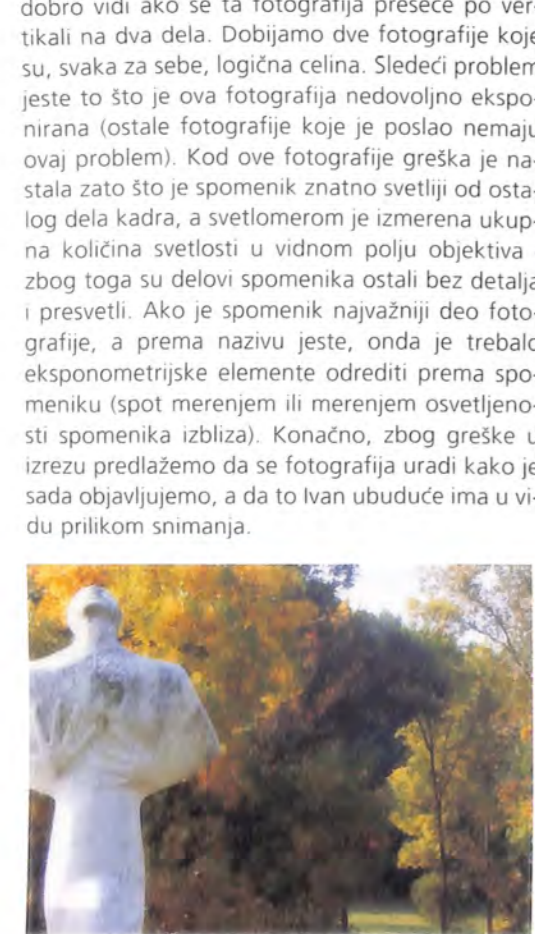 dobro vidi ako se ta fotografija preseče po ver-
tikali na dva dela. Dobijamo dve fotografije koje
su, svaka za sebe, logična celina. Sledeći problem
jeste to što je ova fotografija nedovoljno ekspo-
nirana (ostale fotografije koje je poslao nemaju
ovaj problem). Kod ove fotografije greška je na-
stala zato što je spomenik znatno svetliji od osta-
log dela kadra, a svetlomerom je izmerena ukup-
na količina svetlosti u vidnom polju objektiva
zbog toga su delovi spomenika ostali bez detalja
i presvetli. Ako je spomenik najvažniji deo foto-
grafije, a prema nazivu jeste, onda je trebalo
eksponometrijske elemente odrediti prema spo-
meniku (spot merenjem ili merenjem osvetljeno-
sti spomenika izbliza). Konačno, zbog greške u
izrezu predlažemo da se fotografija uradi kako je
sada objavljujemo, a da to Ivan ubuduće ima u vi-
du prilikom snimanja.